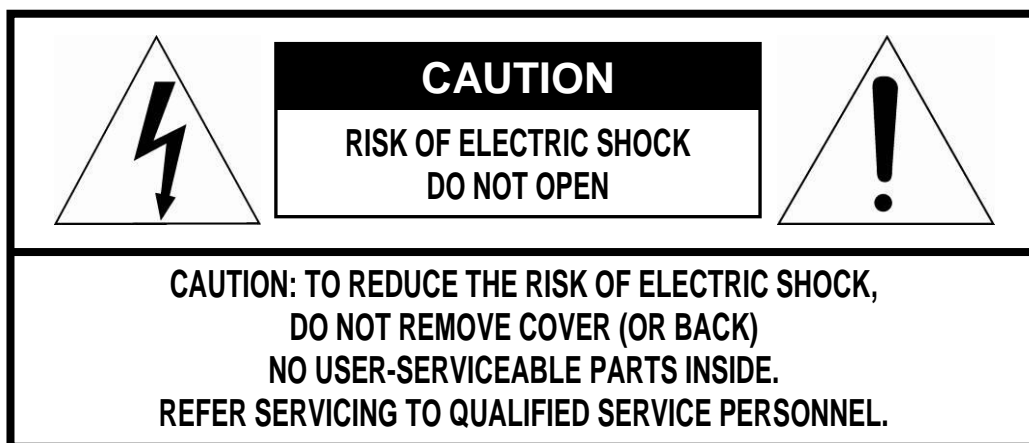 CAUTION
RISK OF ELECTRIC SHOCK
DO NOT OPEN
CAUTION: TO REDUCE THE RISK OF ELECTRIC SHOCK,
DO NOT REMOVE COVER (OR BACK)
NO USER-SERVICEABLE PARTS INSIDE.
REFER SERVICING TO QUALIFIED SERVICE PERSONNEL.